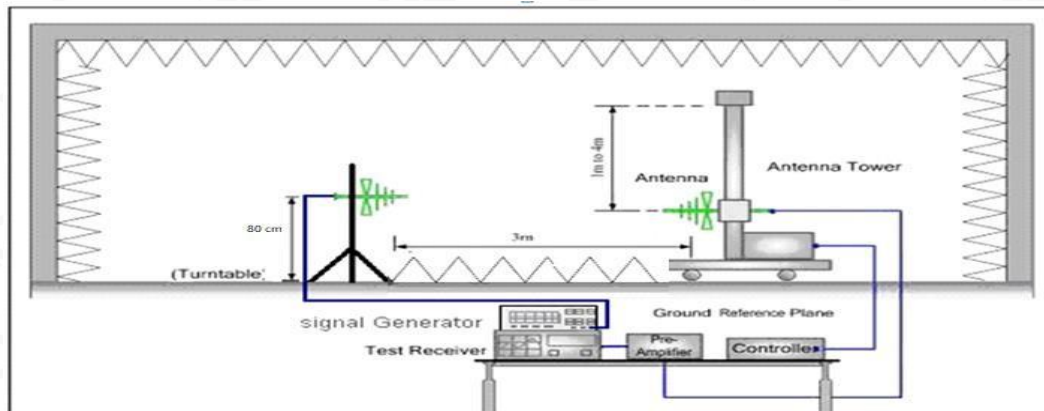 1m to 4m
Antenna Tower
Antenna
80 cm
3m
(Turntable)
signal Generator
Ground Reference Plane
Test Receiver
Pre-
Amplifier
Controller